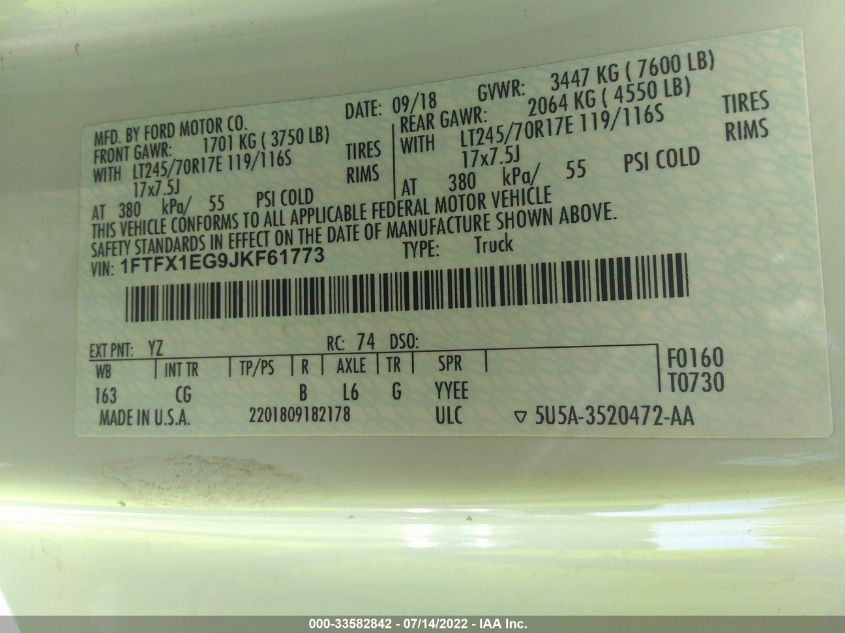 MFD. BY FORD MOTOR CO. DATE: 09/18 GVWR: 3447 KG ( 7600 LB)
FRONT GAWR: 1701 KG ( 3750 LB) REAR GAWR: 2064 KG ( 4550 LB)
WITH LT245/70R17E 119/116S TIRES WITH LT245/70R17E 119/116S TIRES
17x7.5J RIMS 17x7.5J RIMS
AT 380 kPa/ 55 PSI COLD AT 380 kPa/ 55 PSI COLD
THIS VEHICLE CONFORMS TO ALL APPLICABLE FEDERAL MOTOR VEHICLE
SAFETY STANDARDS IN EFFECT ON THE DATE OF MANUFACTURE SHOWN ABOVE.
VIN: 1FTFX1EG9JKF61773 TYPE: Truck
EXT PNT: YZ RC: 74 DSO:
WB INT TR TP/PS R AXLE TR SPR F0160
163 CG B L6 G YYEE T0730
MADE IN U.S.A. 2201809182178 ULC ▽ 5U5A-3520472-AA
000-33582842 - 07/14/2022 - IAA Inc.